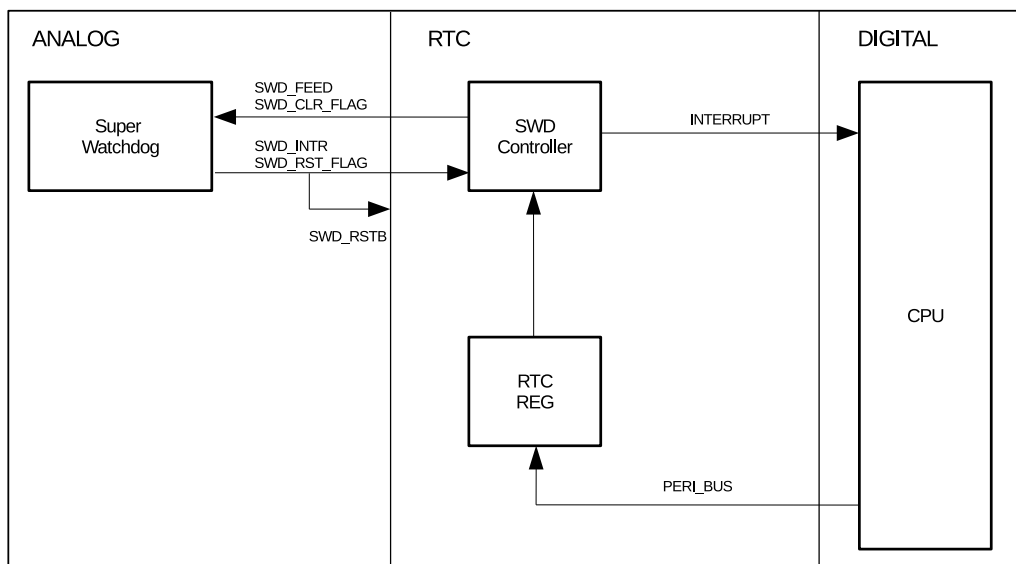 ANALOG
RTC
DIGITAL
SWD_FEED
SWD_CLR_FLAG
Super
Watchdog
SWD
Controller
INTERRUPT
SWD_INTR
SWD_RST_FLAG
SWD_RSTB
CPU
RTC
REG
PERI_BUS